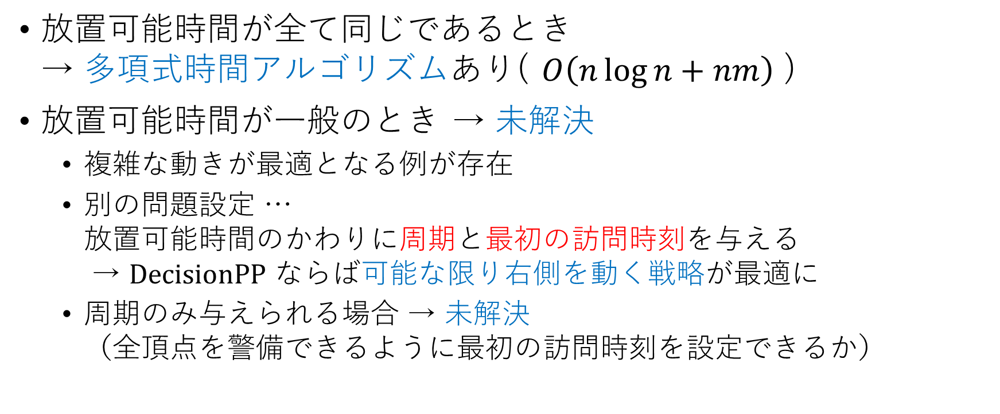 • 放置可能時間が全て同じであるとき
→ 多項式時間アルゴリズムあり( O(n log n + nm) )
• 放置可能時間が一般のとき → 未解決
• 複雑な動きが最適となる例が存在
• 別の問題設定 …
放置可能時間のかわりに周期と最初の訪問時刻を与える
→ DecisionPP ならば可能な限り右側を動く戦略が最適に
• 周期のみ与えられる場合 → 未解決
（全頂点を警備できるように最初の訪問時刻を設定できるか）